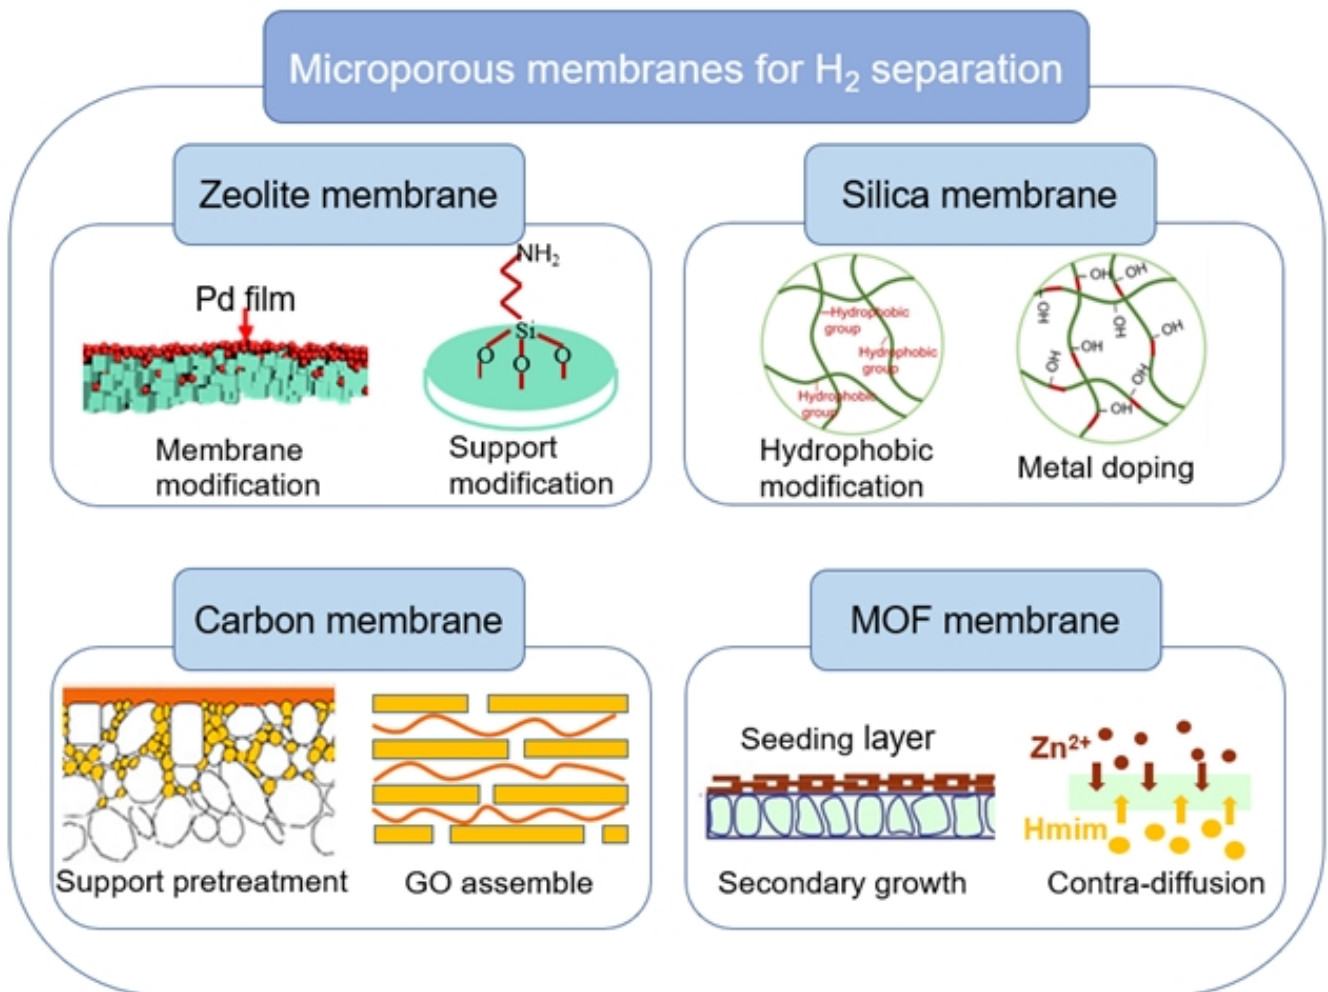 Microporous membranes for H₂ separation
Zeolite membrane
Pd film
NH₂
Si
O
O
O
Membrane
modification
Support
modification
Silica membrane
Hydrophobic
group
Hydrophobic
group
Hydrophobic
group
Hydrophobic
modification
OH
OH
OH
OH
OH
OH
HO
HO
OH
Metal doping
Carbon membrane
Support pretreatment
GO assemble
MOF membrane
Seeding layer
Secondary growth
Zn²⁺
Hmim
Contra-diffusion